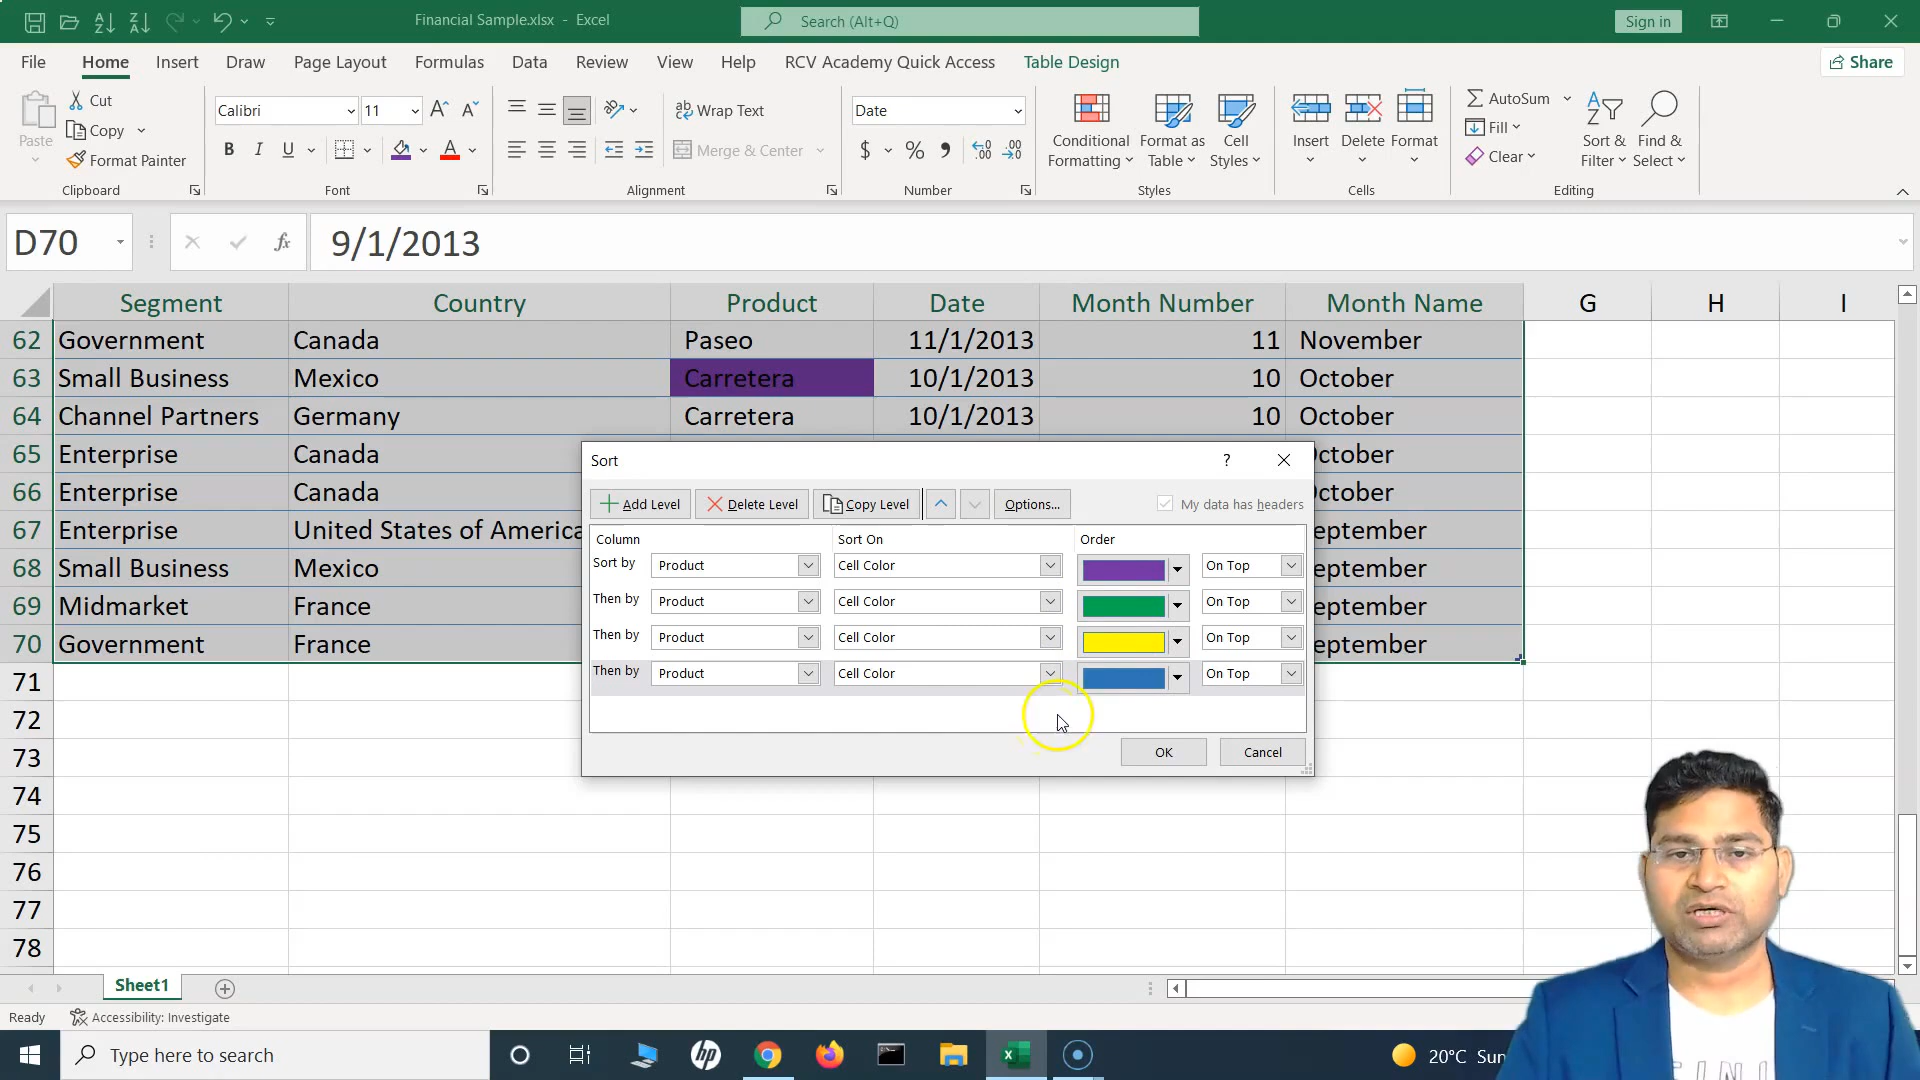 Financial Sample.xlsx - Excel
Search (Alt+Q)
Sign in
File Home Insert Draw Page Layout Formulas Data Review View Help RCV Academy Quick Access Table Design
Share
Paste
Cut
Copy
Format Painter
Clipboard
Calibri 11
B I U
Font
Wrap Text
Merge & Center
Alignment
Date
$ % 9
Number
Conditional Formatting
Format as Table
Cell Styles
Styles
Insert Delete Format
Cells
AutoSum
Fill
Clear
Sort & Filter
Find & Select
Editing
D70
fx
9/1/2013
Segment Country Product Date Month Number Month Name G H I
62 Government Canada Paseo 11/1/2013 11 November
63 Small Business Mexico Carretera 10/1/2013 10 October
64 Channel Partners Germany Carretera 10/1/2013 10 October
65 Enterprise Canada ctober
66 Enterprise Canada ctober
67 Enterprise United States of America eptember
68 Small Business Mexico eptember
69 Midmarket France eptember
70 Government France eptember
71
72
73
74
75
76
77
78
Sort ?
Add Level Delete Level Copy Level Options... My data has headers
Column Sort On Order
Sort by Product Cell Color On Top
Then by Product Cell Color On Top
Then by Product Cell Color On Top
Then by Product Cell Color On Top
OK Cancel
Sheet1
Ready Accessibility: Investigate
Type here to search
hp
20°C Sun